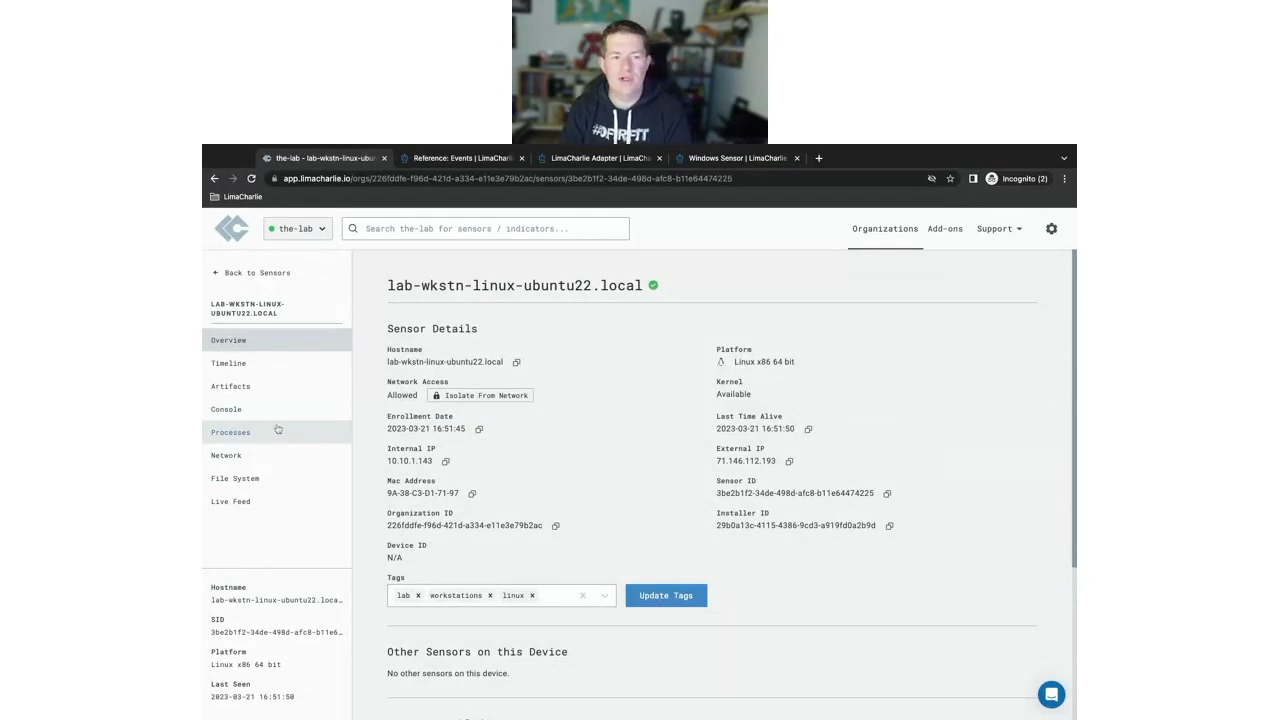 #DFIRFIT
the-lab - lab-wkstn-linux-ubu
Reference: Events | LimaCharli
LimaCharlie Adapter | LimaCha
Windows Sensor | LimaCharlie
app.limacharlie.io/orgs/226fddfe-f96d-421d-a334-e11e3e79b2ac/sensors/3be2b1f2-34de-498d-afc8-b11e64474225
Incognito (2)
LimaCharlie
the-lab
Search the-lab for sensors / indicators...
Organizations
Add-ons
Support
Back to Sensors
LAB-WKSTN-LINUX-
UBUNTU22.LOCAL
Overview
Timeline
Artifacts
Console
Processes
Network
File System
Live Feed
Hostname
lab-wkstn-linux-ubuntu22.loca...
SID
3be2b1f2-34de-498d-afc8-b11e6...
Platform
Linux x86 64 bit
Last Seen
2023-03-21 16:51:50
lab-wkstn-linux-ubuntu22.local
Sensor Details
Hostname
lab-wkstn-linux-ubuntu22.local
Platform
Linux x86 64 bit
Network Access
Allowed Isolate From Network
Kernel
Available
Enrollment Date
2023-03-21 16:51:45
Last Time Alive
2023-03-21 16:51:50
Internal IP
10.10.1.143
External IP
71.146.112.193
Mac Address
9A-38-C3-D1-71-97
Sensor ID
3be2b1f2-34de-498d-afc8-b11e64474225
Organization ID
226fddfe-f96d-421d-a334-e11e3e79b2ac
Installer ID
29b0a13c-4115-4386-9cd3-a919fd0a2b9d
Device ID
N/A
Tags
lab workstations linux
Update Tags
Other Sensors on this Device
No other sensors on this device.